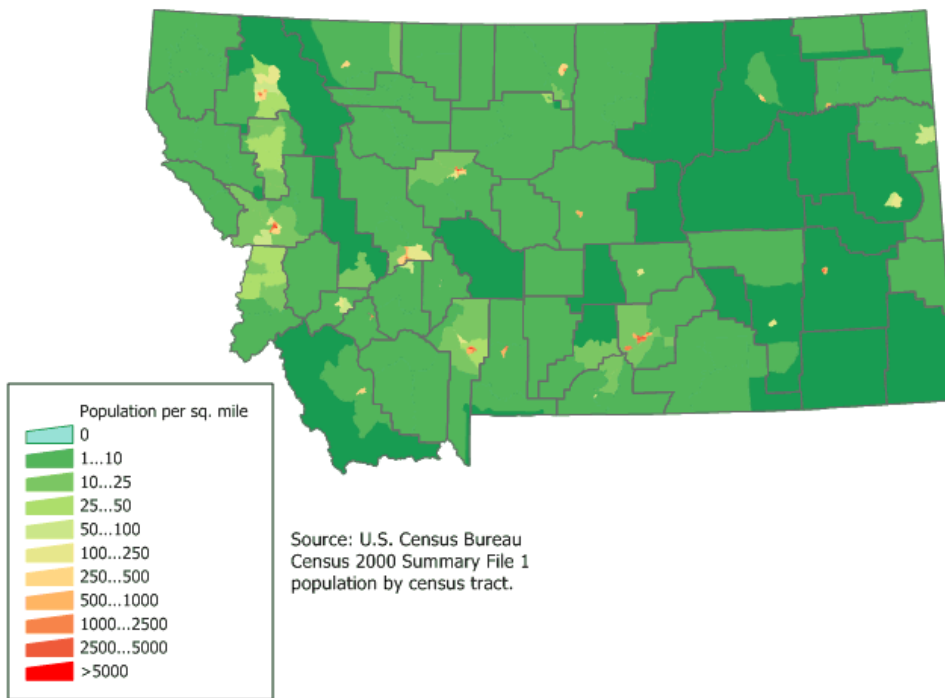 Population per sq. mile
0
1...10
10...25
25...50
50...100
100...250
250...500
500...1000
1000...2500
2500...5000
>5000
Source: U.S. Census Bureau
Census 2000 Summary File 1
population by census tract.